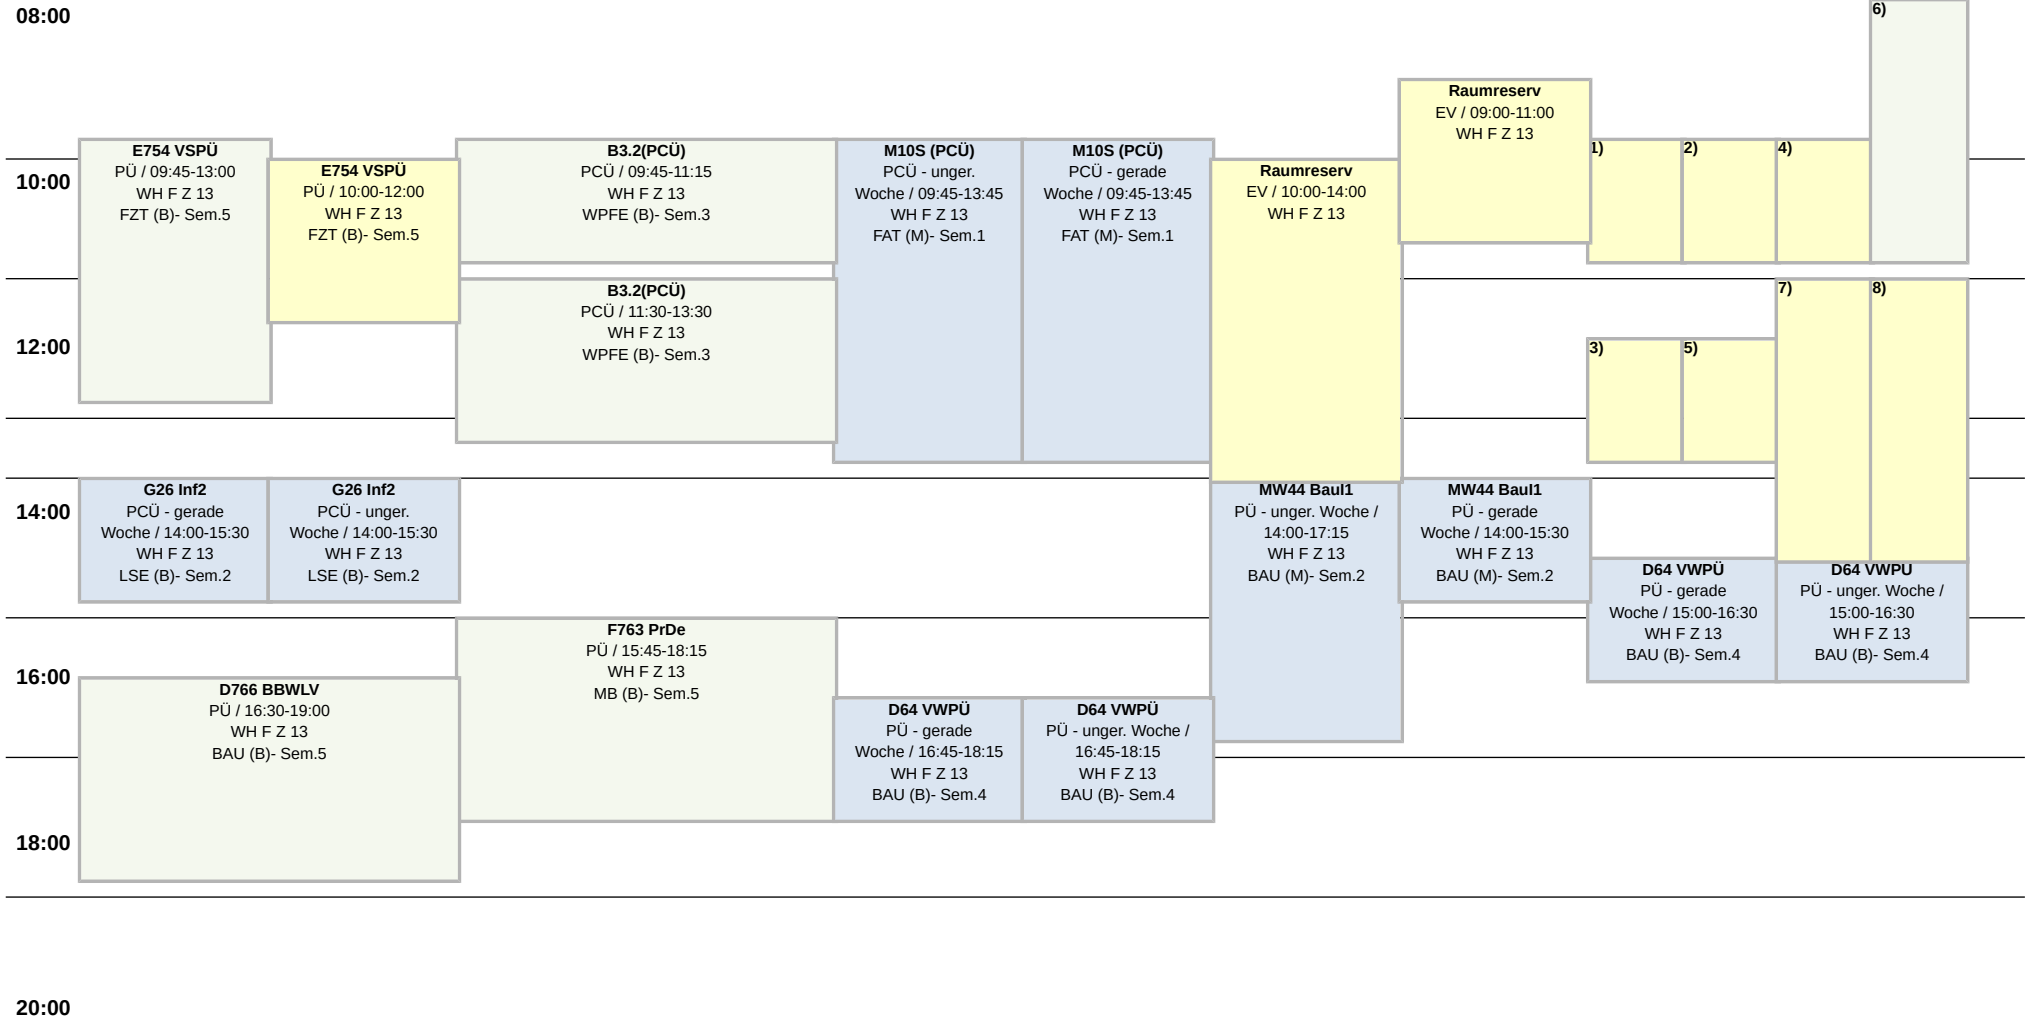 08:00
6)
Raumreserv
EV / 09:00-11:00
WH F Z 13
10:00
E754 VSPÜ
PÜ / 09:45-13:00
WH F Z 13
FZT (B)- Sem.5
E754 VSPÜ
PÜ / 10:00-12:00
WH F Z 13
FZT (B)- Sem.5
B3.2(PCÜ)
PCÜ / 09:45-11:15
WH F Z 13
WPFE (B)- Sem.3
M10S (PCÜ)
PCÜ - unger.
Woche / 09:45-13:45
WH F Z 13
FAT (M)- Sem.1
M10S (PCÜ)
PCÜ - gerade
Woche / 09:45-13:45
WH F Z 13
FAT (M)- Sem.1
Raumreserv
EV / 10:00-14:00
WH F Z 13
1)
2)
4)
B3.2(PCÜ)
PCÜ / 11:30-13:30
WH F Z 13
WPFE (B)- Sem.3
7)
8)
12:00
3)
5)
14:00
G26 Inf2
PCÜ - gerade
Woche / 14:00-15:30
WH F Z 13
LSE (B)- Sem.2
G26 Inf2
PCÜ - unger.
Woche / 14:00-15:30
WH F Z 13
LSE (B)- Sem.2
MW44 BauI1
PÜ - unger. Woche /
14:00-17:15
WH F Z 13
BAU (M)- Sem.2
MW44 BauI1
PÜ - gerade
Woche / 14:00-15:30
WH F Z 13
BAU (M)- Sem.2
D64 VWPÜ
PÜ - gerade
Woche / 15:00-16:30
WH F Z 13
BAU (B)- Sem.4
D64 VWPÜ
PÜ - unger. Woche /
15:00-16:30
WH F Z 13
BAU (B)- Sem.4
16:00
F763 PrDe
PÜ / 15:45-18:15
WH F Z 13
MB (B)- Sem.5
D766 BBWLV
PÜ / 16:30-19:00
WH F Z 13
BAU (B)- Sem.5
D64 VWPÜ
PÜ - gerade
Woche / 16:45-18:15
WH F Z 13
BAU (B)- Sem.4
D64 VWPÜ
PÜ - unger. Woche /
16:45-18:15
WH F Z 13
BAU (B)- Sem.4
18:00
20:00